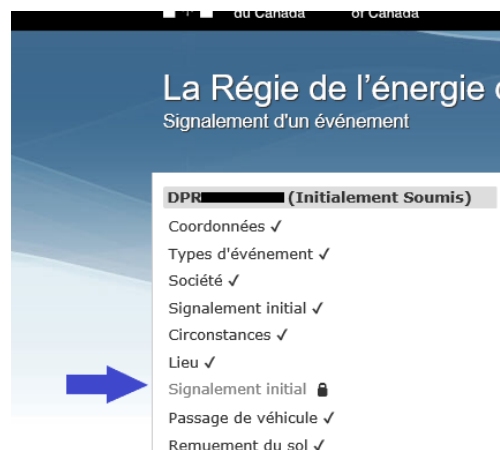 du Canada of Canada
La Régie de l’énergie
Signalement d'un événement
DPR (Initialement Soumis)
Coordonnées ✓
Types d'événement ✓
Société ✓
Signalement initial ✓
Circonstances ✓
Lieu ✓
Signalement initial
Passage de véhicule ✓
Remuement du sol ✓